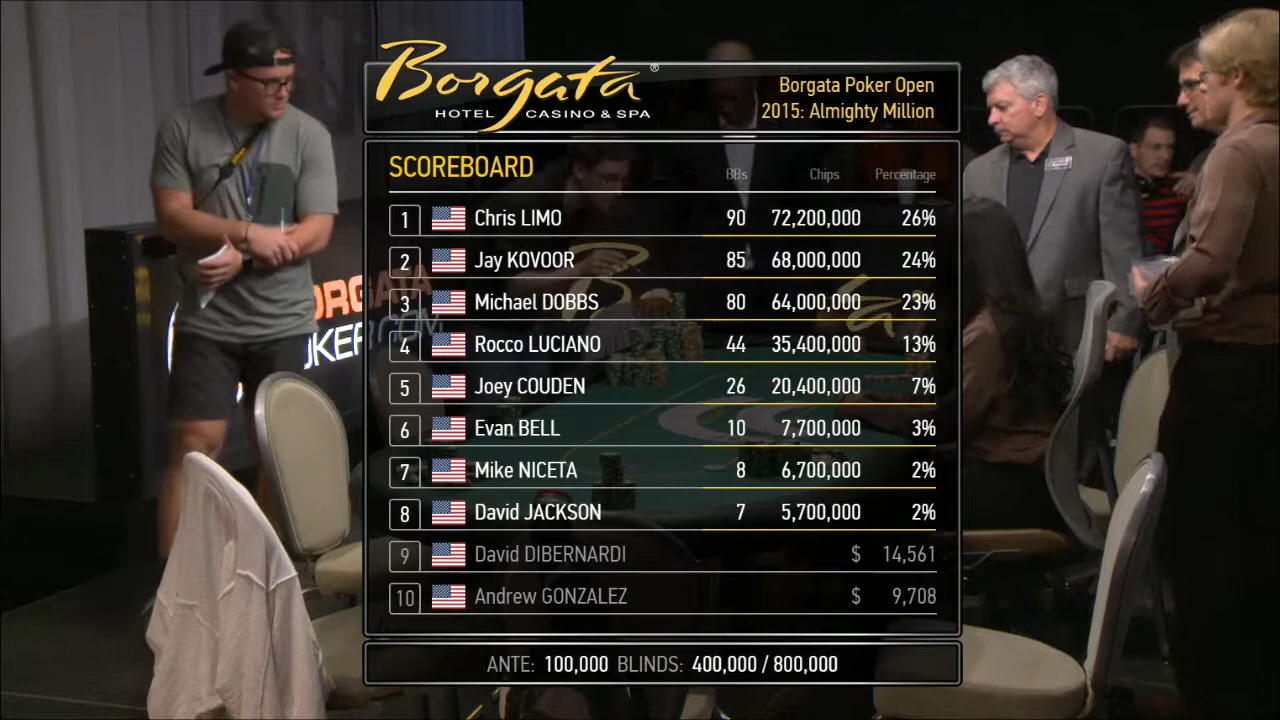 Borgata®
HOTEL CASINO & SPA
Borgata Poker Open
2015: Almighty Million
SCOREBOARD BBs Chips Percentage
1 Chris LIMO 90 72,200,000 26%
2 Jay KOVOOR 85 68,000,000 24%
3 Michael DOBBS 80 64,000,000 23%
4 Rocco LUCIANO 44 35,400,000 13%
5 Joey COUDEN 26 20,400,000 7%
6 Evan BELL 10 7,700,000 3%
7 Mike NICETA 8 6,700,000 2%
8 David JACKSON 7 5,700,000 2%
9 David DIBERNARDI $ 14,561
10 Andrew GONZALEZ $ 9,708
ANTE: 100,000 BLINDS: 400,000 / 800,000